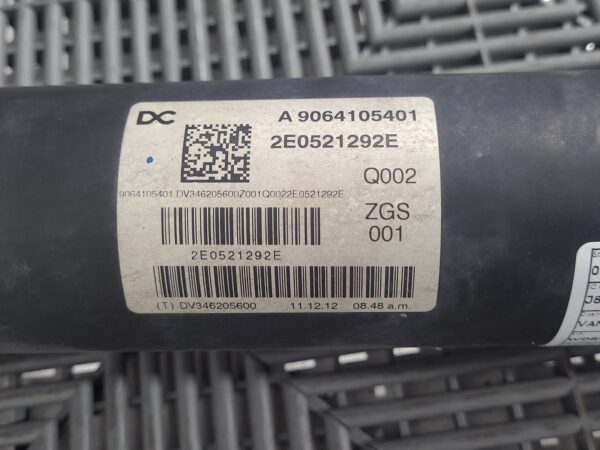 DC A 9064105401
2E0521292E
Q002
9064105401 DV346205600Z001Q0022E0521292E
ZGS
001
2E0521292E
(T) DV346205600 11.12.12 08.48 a.m.